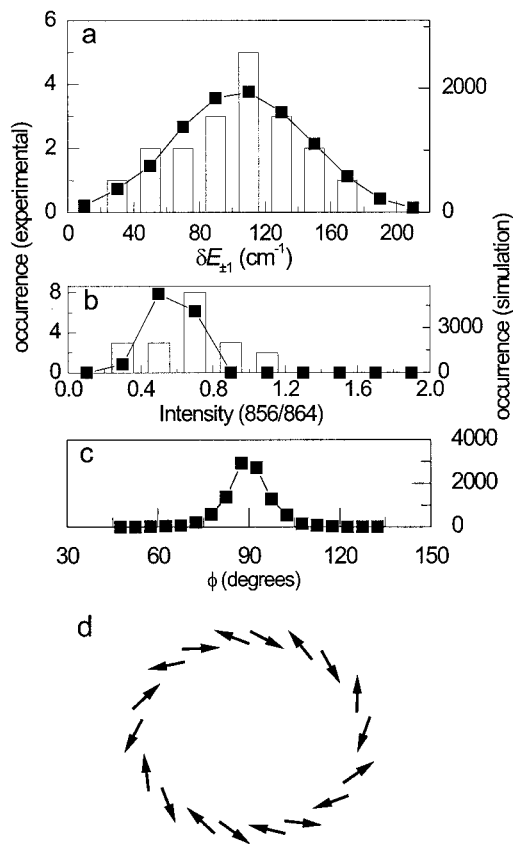 a
6
4
2
0
2000
0
0 40 80 120 160 200
δE±1 (cm-1)
occurrence (experimental)
occurrence (simulation)
b
8
4
0
3000
0
0.0 0.4 0.8 1.2 1.6 2.0
Intensity (856/864)
c
4000
2000
0
30 60 90 120 150
ϕ (degrees)
d